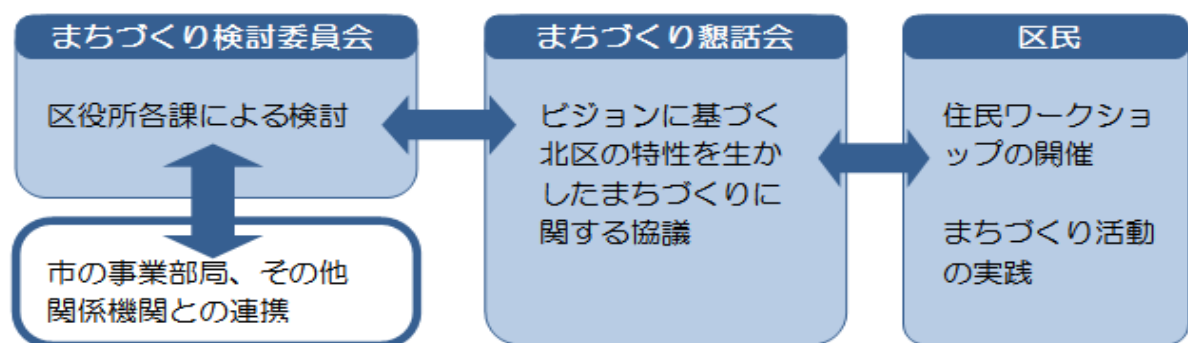 まちづくり検討委員会
区役所各課による検討
市の事業部局、その他
関係機関との連携
まちづくり懇話会
ビジョンに基づく
北区の特性を生か
したまちづくりに
関する協議
区民
住民ワークショ
ップの開催
まちづくり活動
の実践